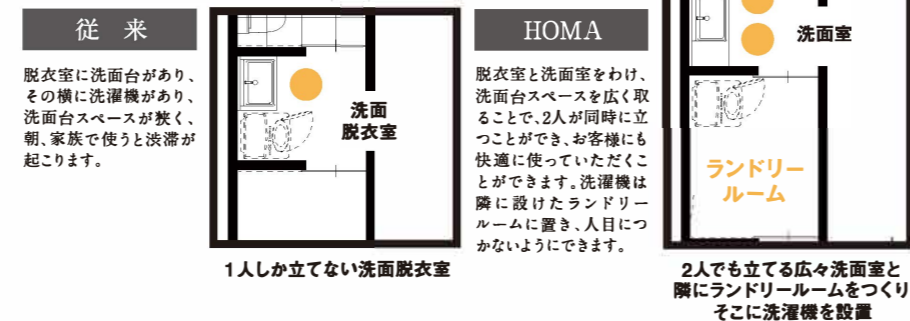 従 来
脱衣室に洗面台があり、
その横に洗濯機があり、
洗面台スペースが狭く、
朝、家族で使うと渋滞が
起こります。
洗面
脱衣室
1人しか立てない洗面脱衣室
HOMA
脱衣室と洗面室をわけ、
洗面台スペースを広く取
ることで、2人が同時に立
つことができ、お客様にも
快適に使っていただくこ
とができます。洗濯機は
隣に設けたランドリー
ルームに置き、人目につ
かないようにできます。
洗面室
ランドリー
ルーム
2人でも立てる広々洗面室と
隣にランドリールームをつくり
そこに洗濯機を設置